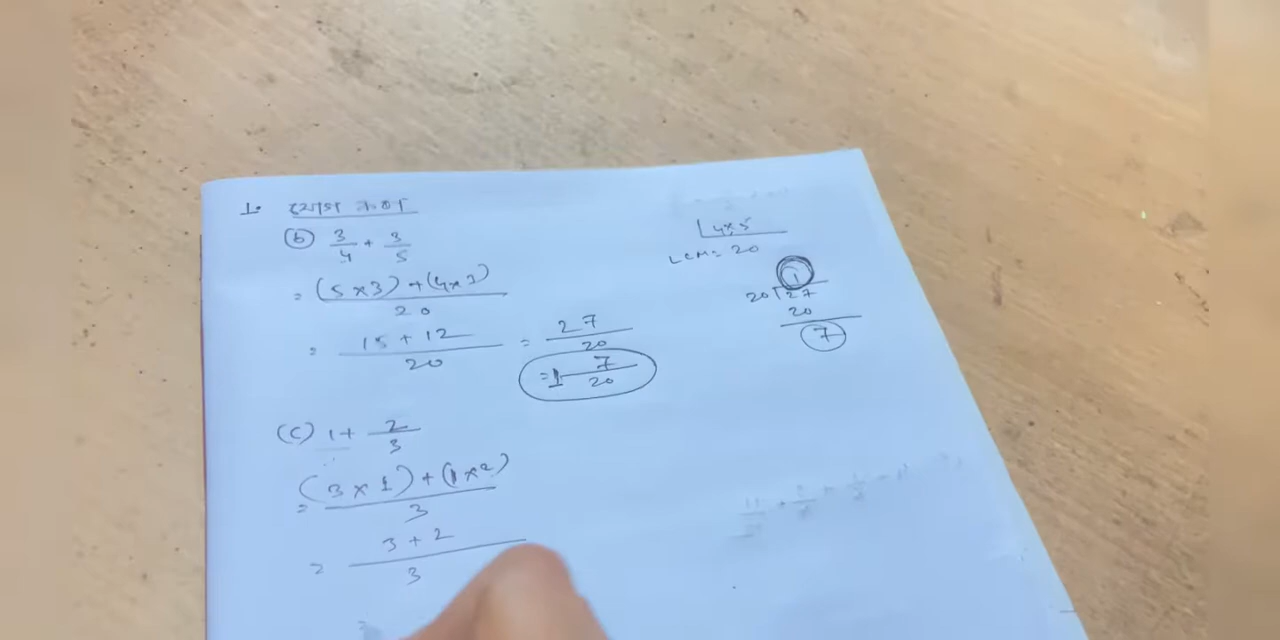 1. যোগ কৰা
(b) 3/4 + 3/5
= (5×3)+(4×3)/20
= 15+12/20 = 27/20
= 1 7/20
4×5
LCM= 20
1
20 27
20
7
(c) 1+ 2/3
= (3×1)+(1×2)/3
= 3+2/3
=